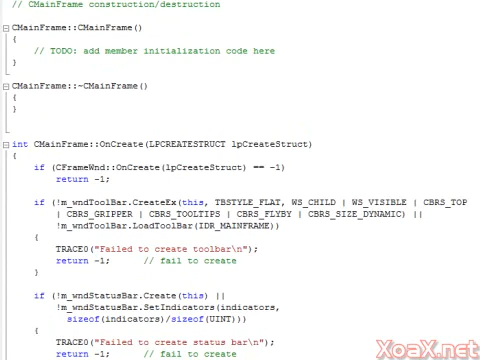 // CMainFrame construction/destruction
CMainFrame::CMainFrame()
{
// TODO: add member initialization code here
}
CMainFrame::~CMainFrame()
{
}
int CMainFrame::OnCreate(LPCREATESTRUCT lpCreateStruct)
{
if (CFrameWnd::OnCreate(lpCreateStruct) == -1)
return -1;
if (!m_wndToolBar.CreateEx(this, TBSTYLE_FLAT, WS_CHILD | WS_VISIBLE | CBRS_TOP
| CBRS_GRIPPER | CBRS_TOOLTIPS | CBRS_FLYBY | CBRS_SIZE_DYNAMIC) ||
!m_wndToolBar.LoadToolBar(IDR_MAINFRAME))
{
TRACE0("Failed to create toolbar\n");
return -1;      // fail to create
}
if (!m_wndStatusBar.Create(this) ||
!m_wndStatusBar.SetIndicators(indicators,
sizeof(indicators)/sizeof(UINT)))
{
TRACE0("Failed to create status bar\n");
return -1;      // fail to create
XoaX.net